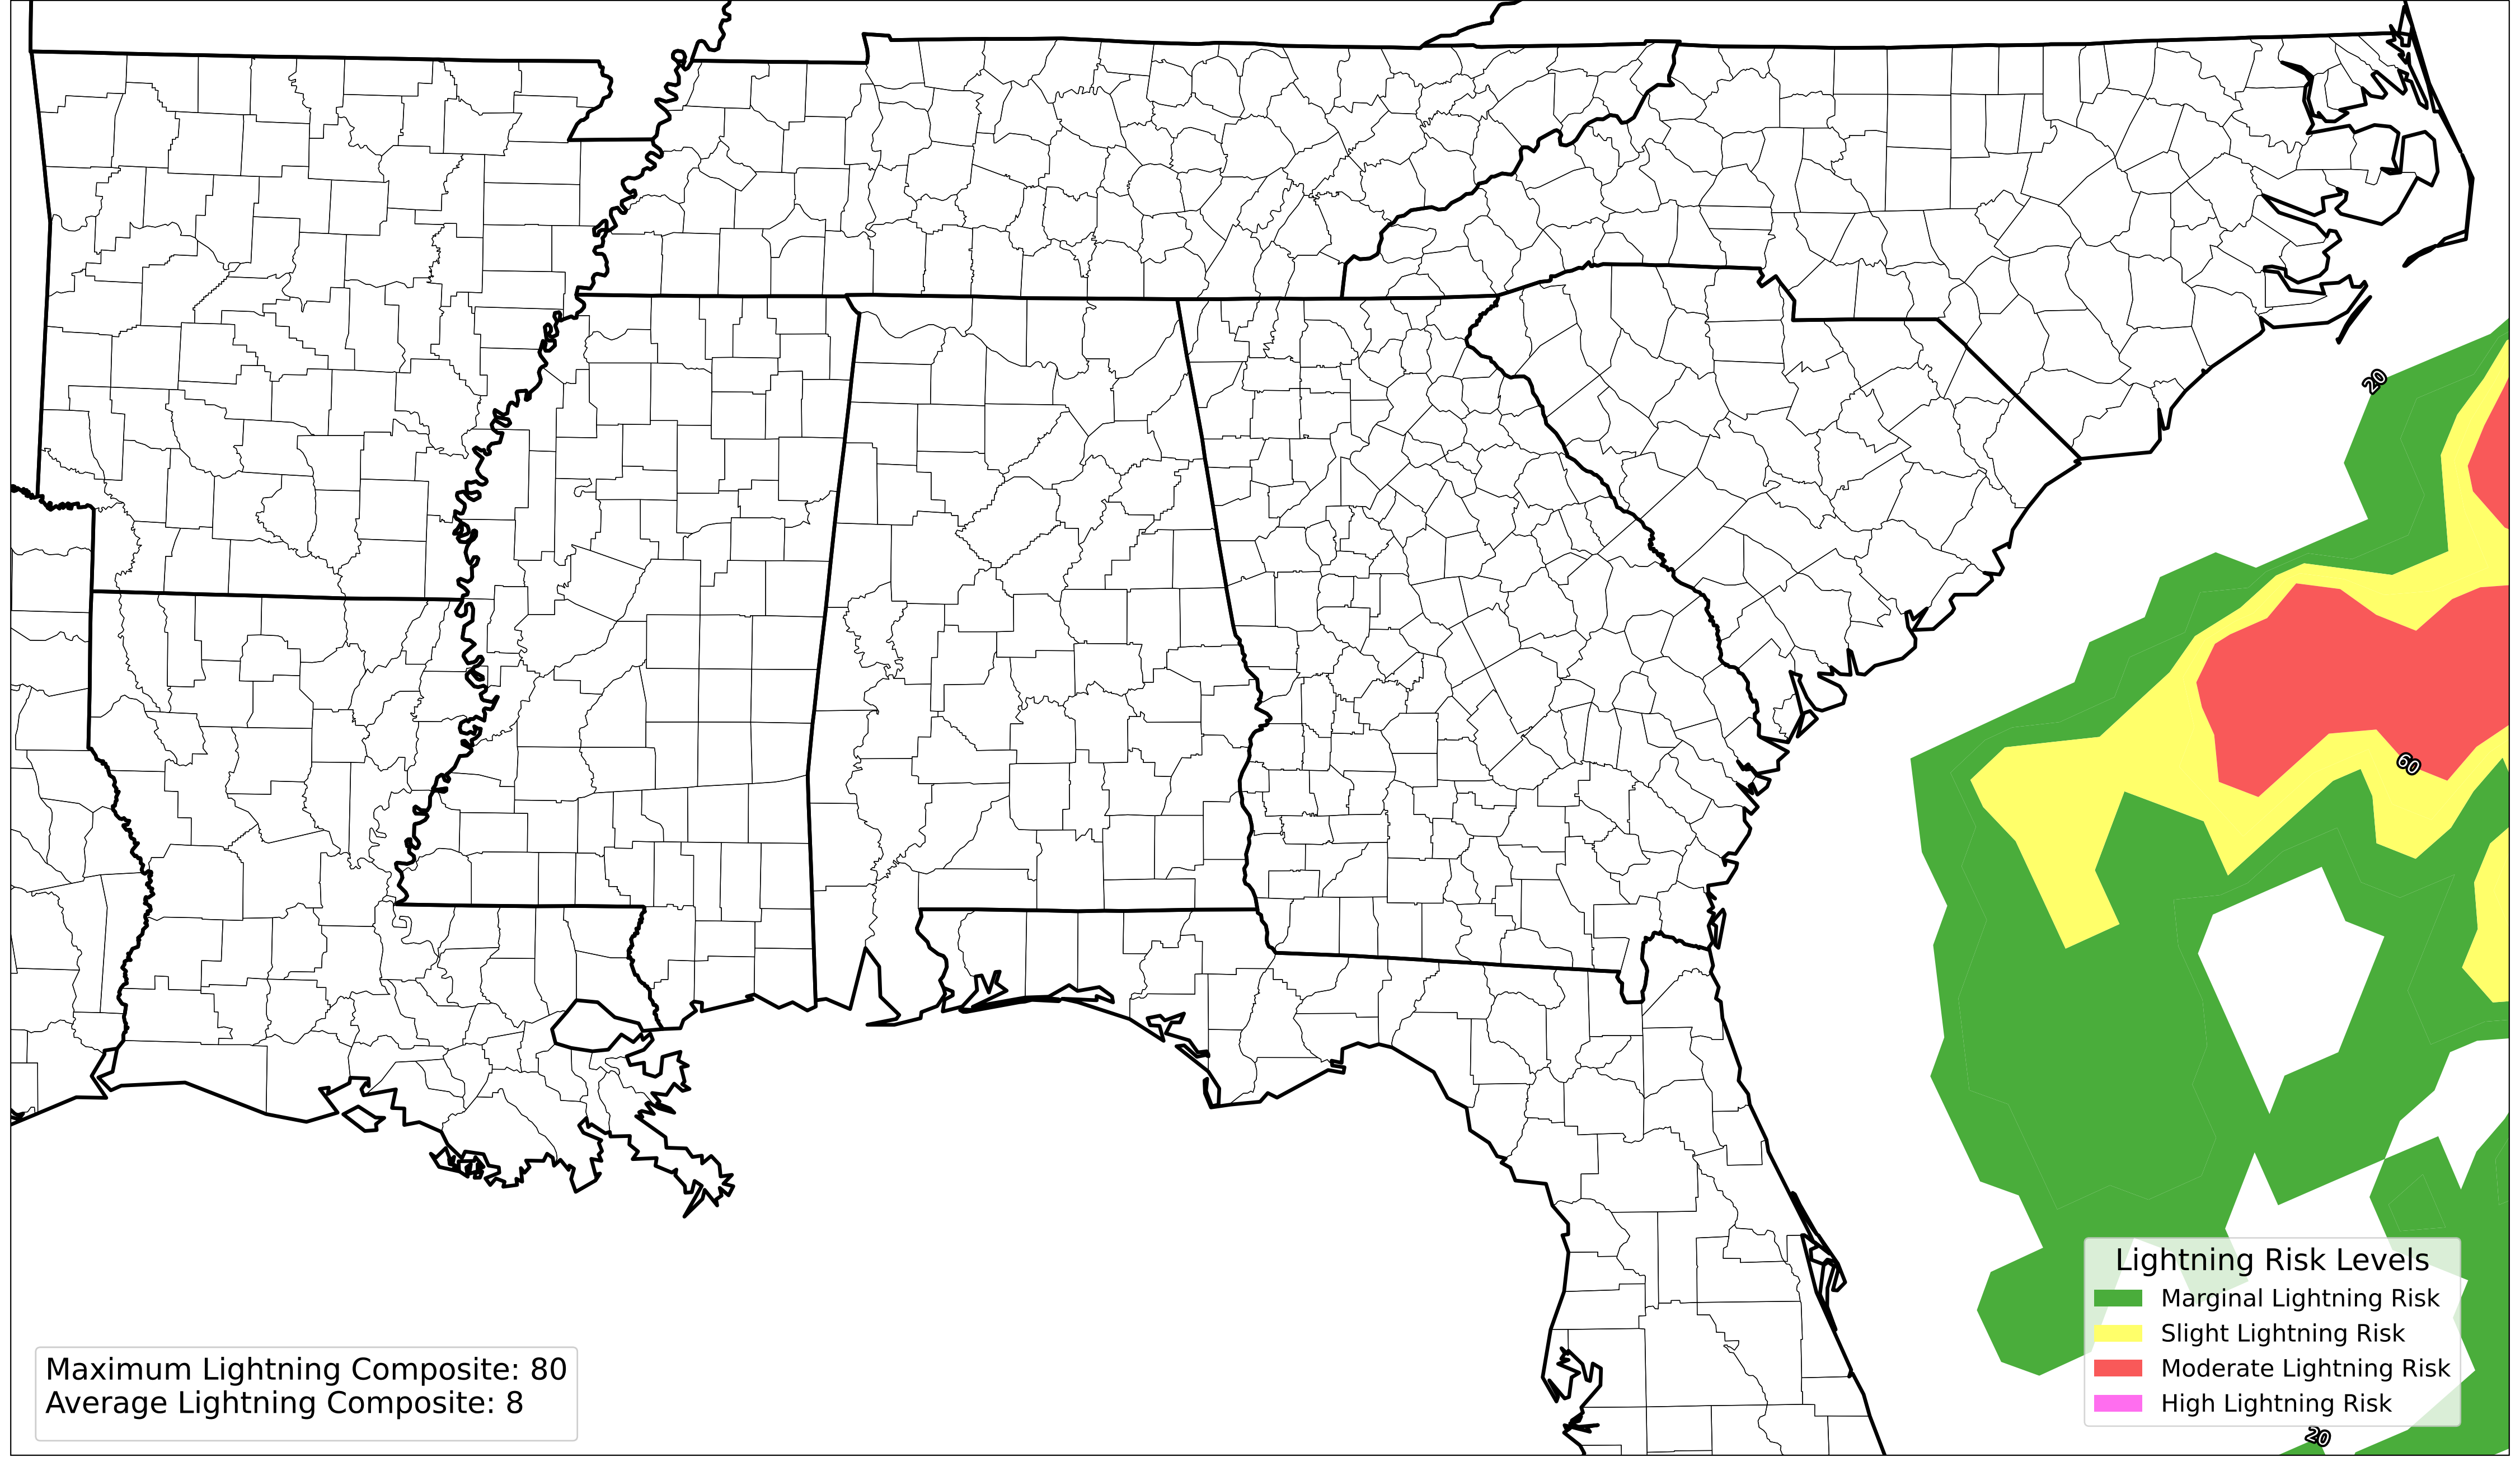 20
60
Lightning Risk Levels
Marginal Lightning Risk
Slight Lightning Risk
Moderate Lightning Risk
High Lightning Risk
Maximum Lightning Composite: 80
Average Lightning Composite: 8
20